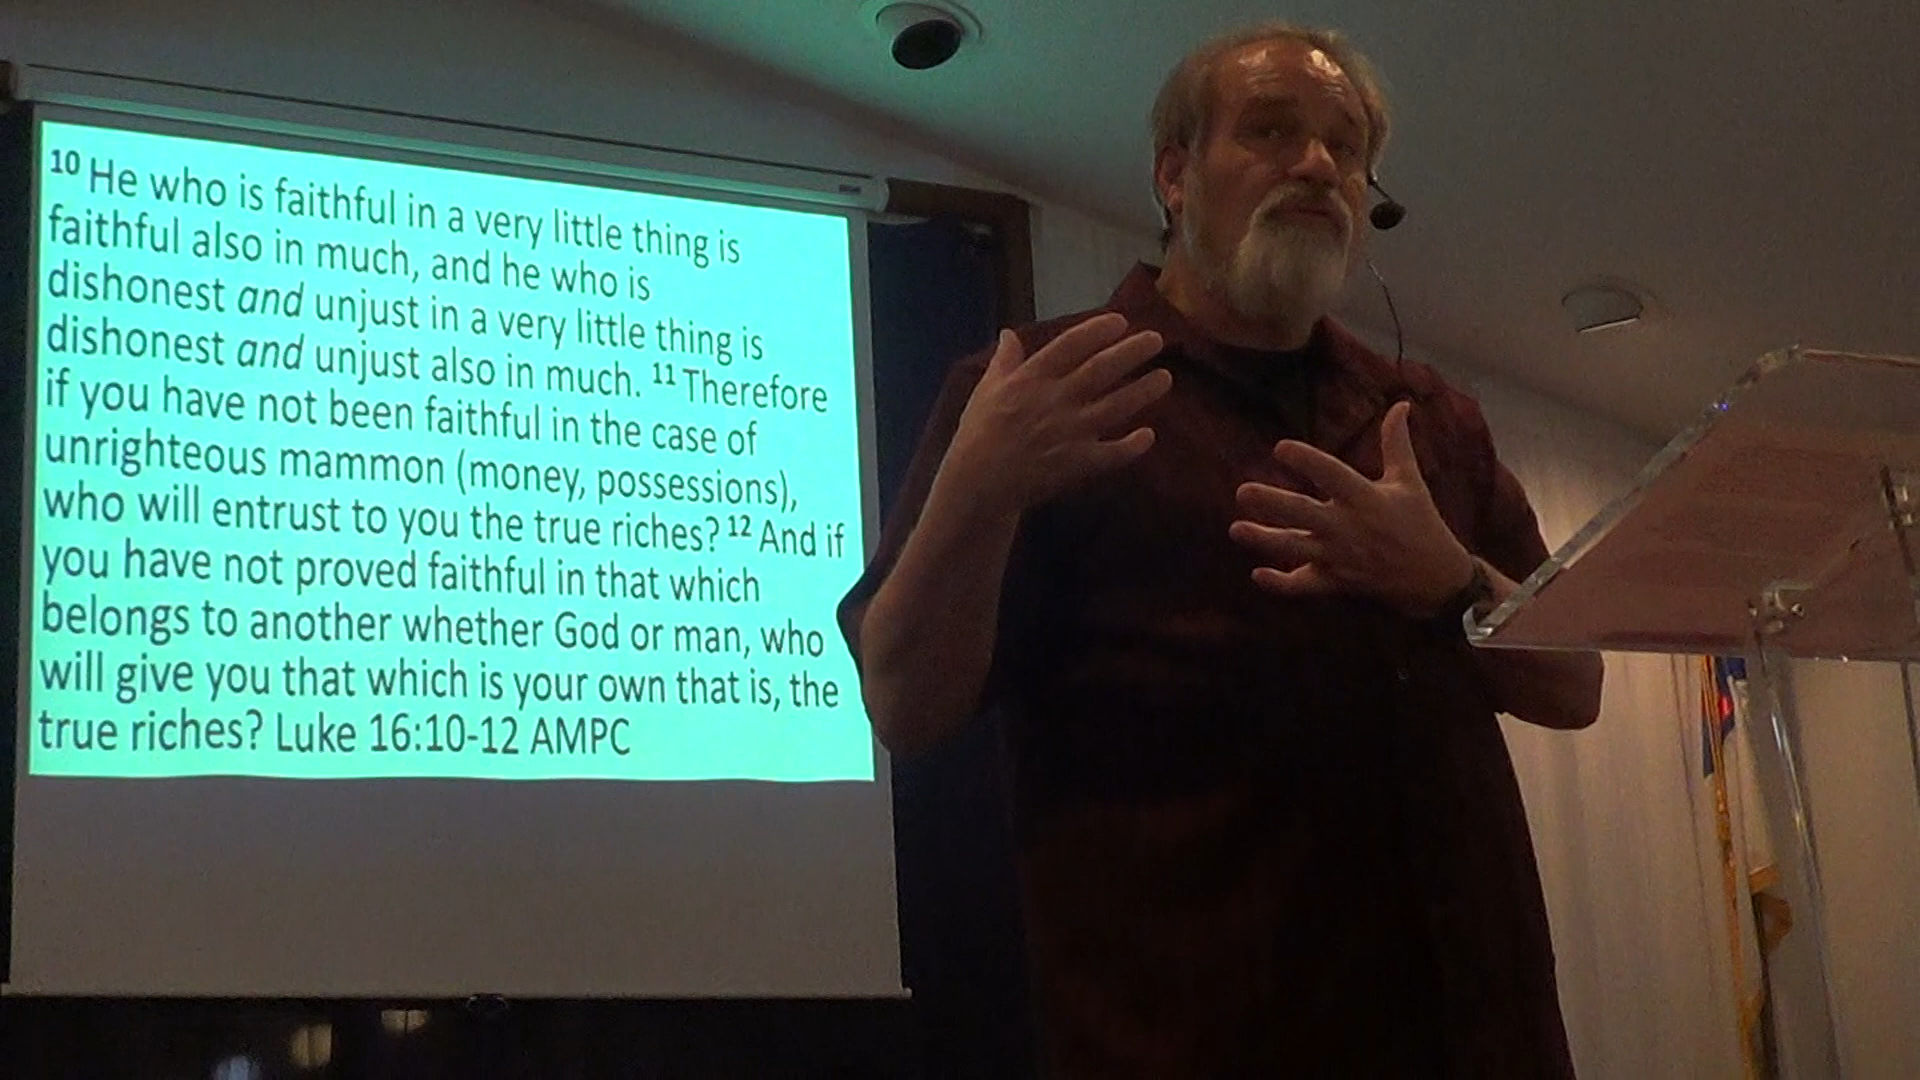 10 He who is faithful in a very little thing is
faithful also in much, and he who is
dishonest and unjust in a very little thing is
dishonest and unjust also in much. 11 Therefore
if you have not been faithful in the case of
unrighteous mammon (money, possessions),
who will entrust to you the true riches? 12 And if
you have not proved faithful in that which
belongs to another whether God or man, who
will give you that which is your own that is, the
true riches? Luke 16:10-12 AMPC